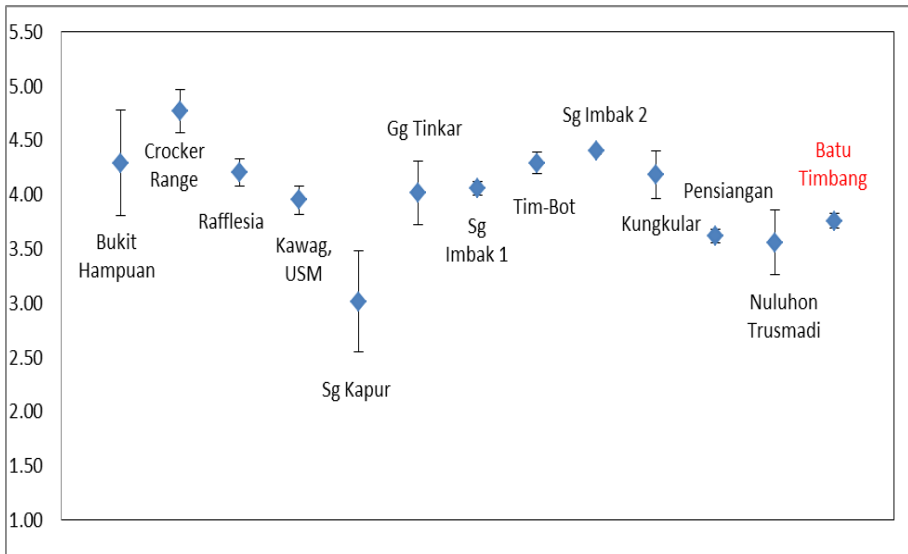 5.50
5.00
4.50
4.00
3.50
3.00
2.50
2.00
1.50
1.00
Bukit
Hampuan
Crocker
Range
Rafflesia
Kawag,
USM
Sg Kapur
Gg Tinkar
Sg
Imbak 1
Tim-Bot
Sg Imbak 2
Kungkular
Pensiangan
Nuluhon
Trusmadi
Batu
Timbang